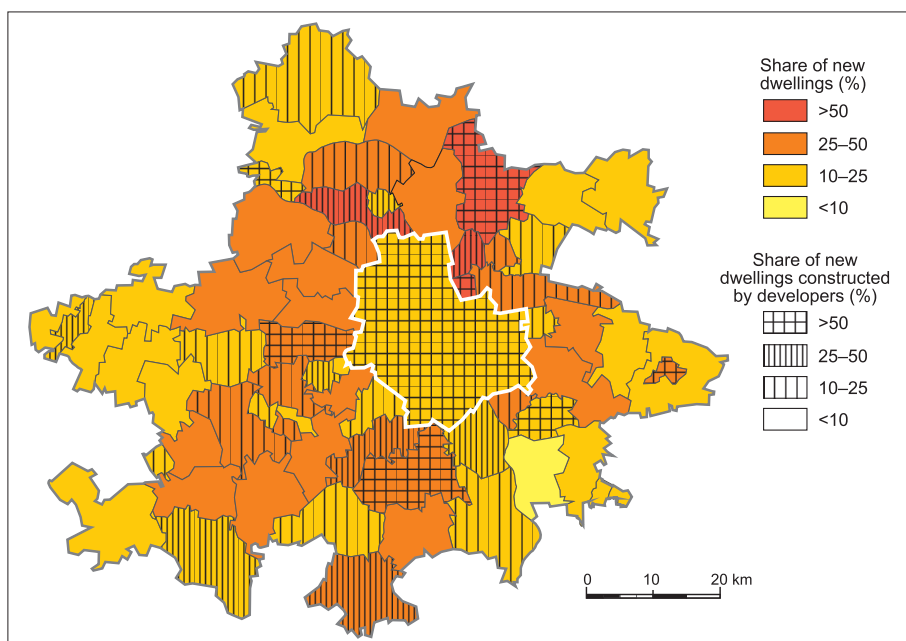 Share of new
dwellings (%)
>50
25–50
10–25
<10
Share of new
dwellings constructed
by developers (%)
>50
25–50
10–25
<10
0 10 20 km